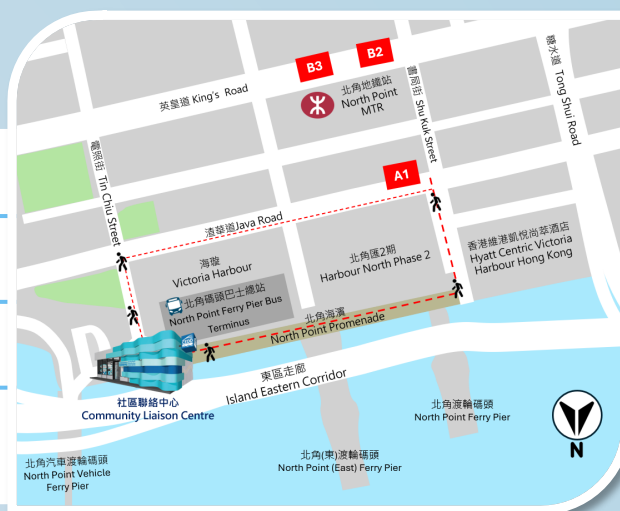 B3
B2
英皇道 King's Road
北角地鐵站
North Point
MTR
書局街 Shu Kuk Street
糖水道 Tong Shui Road
電照街 Tin Chiu Street
A1
渣華道Java Road
海璇
Victoria Harbour
北角匯2期
Harbour North Phase 2
香港維港凱悅尚萃酒店
Hyatt Centric Victoria
Harbour Hong Kong
北角碼頭巴士總站
North Point Ferry Pier Bus
Terminus
北角海濱
North Point Promenade
東區走廊
Island Eastern Corridor
社區聯絡中心
Community Liaison Centre
北角渡輪碼頭
North Point Ferry Pier
北角(東)渡輪碼頭
North Point (East) Ferry Pier
北角汽車渡輪碼頭
North Point Vehicle
Ferry Pier
N